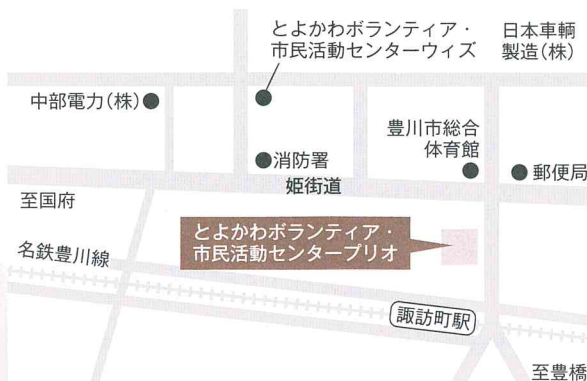 とよかわボランティア・
市民活動センターウィズ
日本車輌
製造(株)
中部電力(株)
豊川市総合
体育館
消防署
郵便局
姫街道
至国府
とよかわボランティア・
市民活動センタープリオ
名鉄豊川線
諏訪町駅
至豊橋